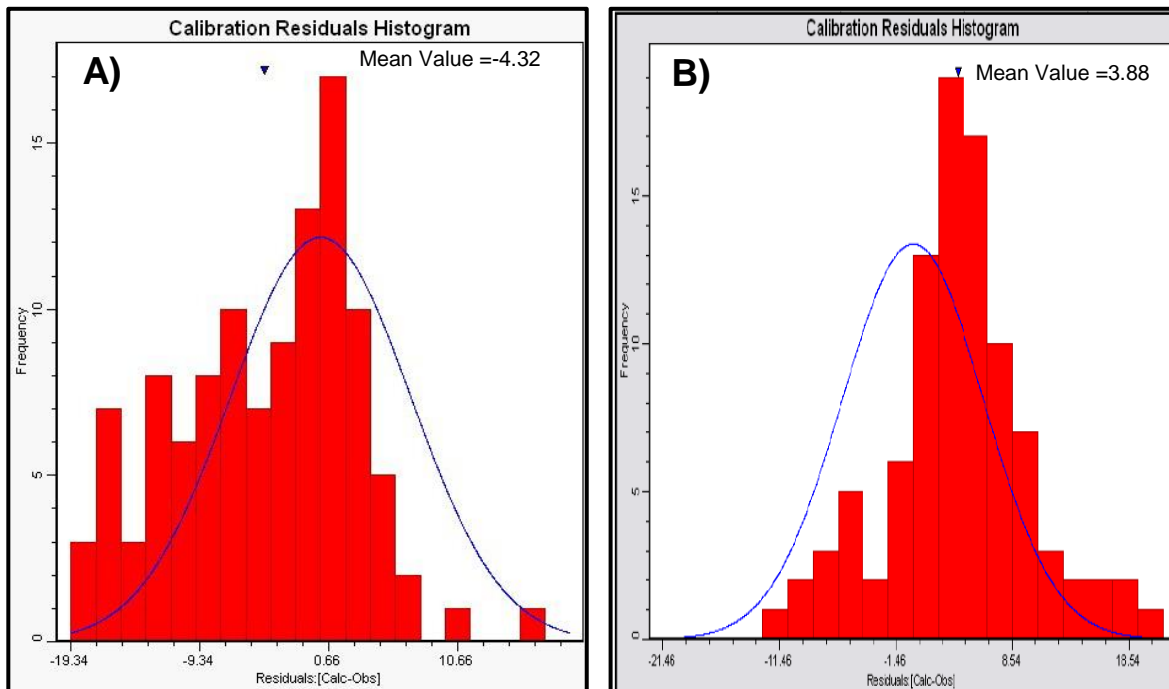 Calibration Residuals Histogram
A)
Mean Value =-4.32
15
10
5
0
Frequency
-19.34 -9.34 0.66 10.66
Residuals:[Calc-Obs]
Calibration Residuals Histogram
B)
Mean Value =3.88
15
10
5
0
Frequency
-21.46 -11.46 -1.46 8.54 18.54
Residuals:[Calc-Obs]